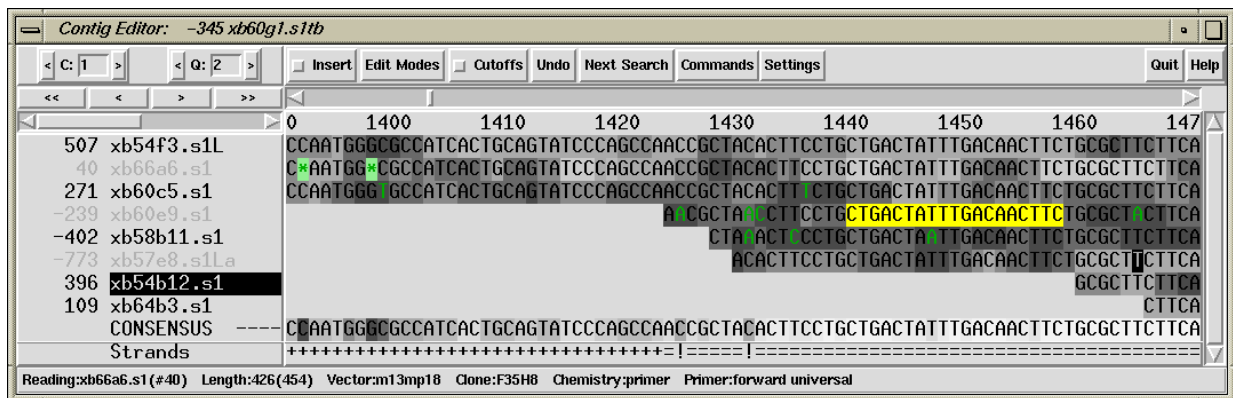 Contig Editor: -345 xb60g1.s1tb
< C: 1 > < Q: 2 > Insert Edit Modes Cutoffs Undo Next Search Commands Settings Quit Help
<< < > >>
0 1400 1410 1420 1430 1440 1450 1460 147
507 xb54f3.s1L CCAATGGGCGCCATCACTGCAGTATCCCAGCCAACCGCTACACTTCCTGCTGACTATTTGACAACTTCTGCGCTTCTTCA
40 xb66a6.s1 C*AATGG*CGCCATCACTGCAGTATCCCAGCCAACCGCTACACTTCCTGCTGACTATTTGACAACTTCTGCGCTTCTTCA
271 xb60c5.s1 CCAATGGGTGCCATCACTGCAGTATCCCAGCCAACCGCTACACTTTCTGCTGACTATTTGACAACTTCTGCGCTTCTTCA
-239 xb60e9.s1 AACGCTAACCTTCCTGCTGACTATTTGACAACTTCTGCGCTACTTCA
-402 xb58b11.s1 CTAAACTCCCTGCTGACTAATTGACAACTTCTGCGCTTCTTCA
-773 xb57e8.s1La ACACTTCCTGCTGACTATTTGACAACTTCTGCGCTTCTTCA
396 xb54b12.s1 GCGCTTCTTCA
109 xb64b3.s1 CTTCA
CONSENSUS ---- CCAATGGGCGCCATCACTGCAGTATCCCAGCCAACCGCTACACTTCCTGCTGACTATTTGACAACTTCTGCGCTTCTTCA
Strands +++++++++++++++++++++++++++++++++=!=====!=======================================
Reading:xb66a6.s1(#40) Length:426(454) Vector:m13mp18 Clone:F35H8 Chemistry:primer Primer:forward universal